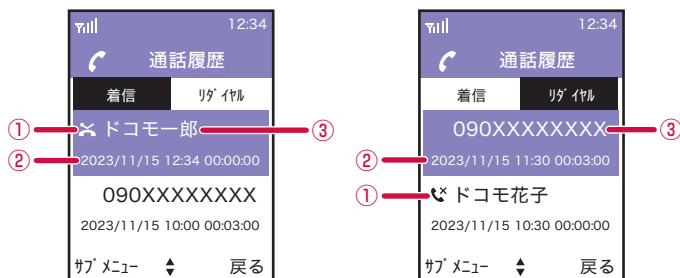 12:34
通話履歴
着信 リダイヤル
① ドコモ一郎 ③
② 2023/11/15 12:34 00:00:00
090XXXXXXXX
2023/11/15 10:00 00:03:00
サブメニュー 戻る
12:34
通話履歴
着信 リダイヤル
090XXXXXXXX ③
② 2023/11/15 11:30 00:03:00
① ドコモ花子
2023/11/15 10:30 00:00:00
サブメニュー 戻る